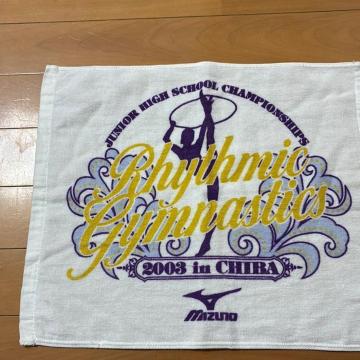 JUNIOR HIGH SCHOOL CHAMPIONSHIPS
Rhythmic
Gymnastics
2003 in CHIBA
MIZUNO